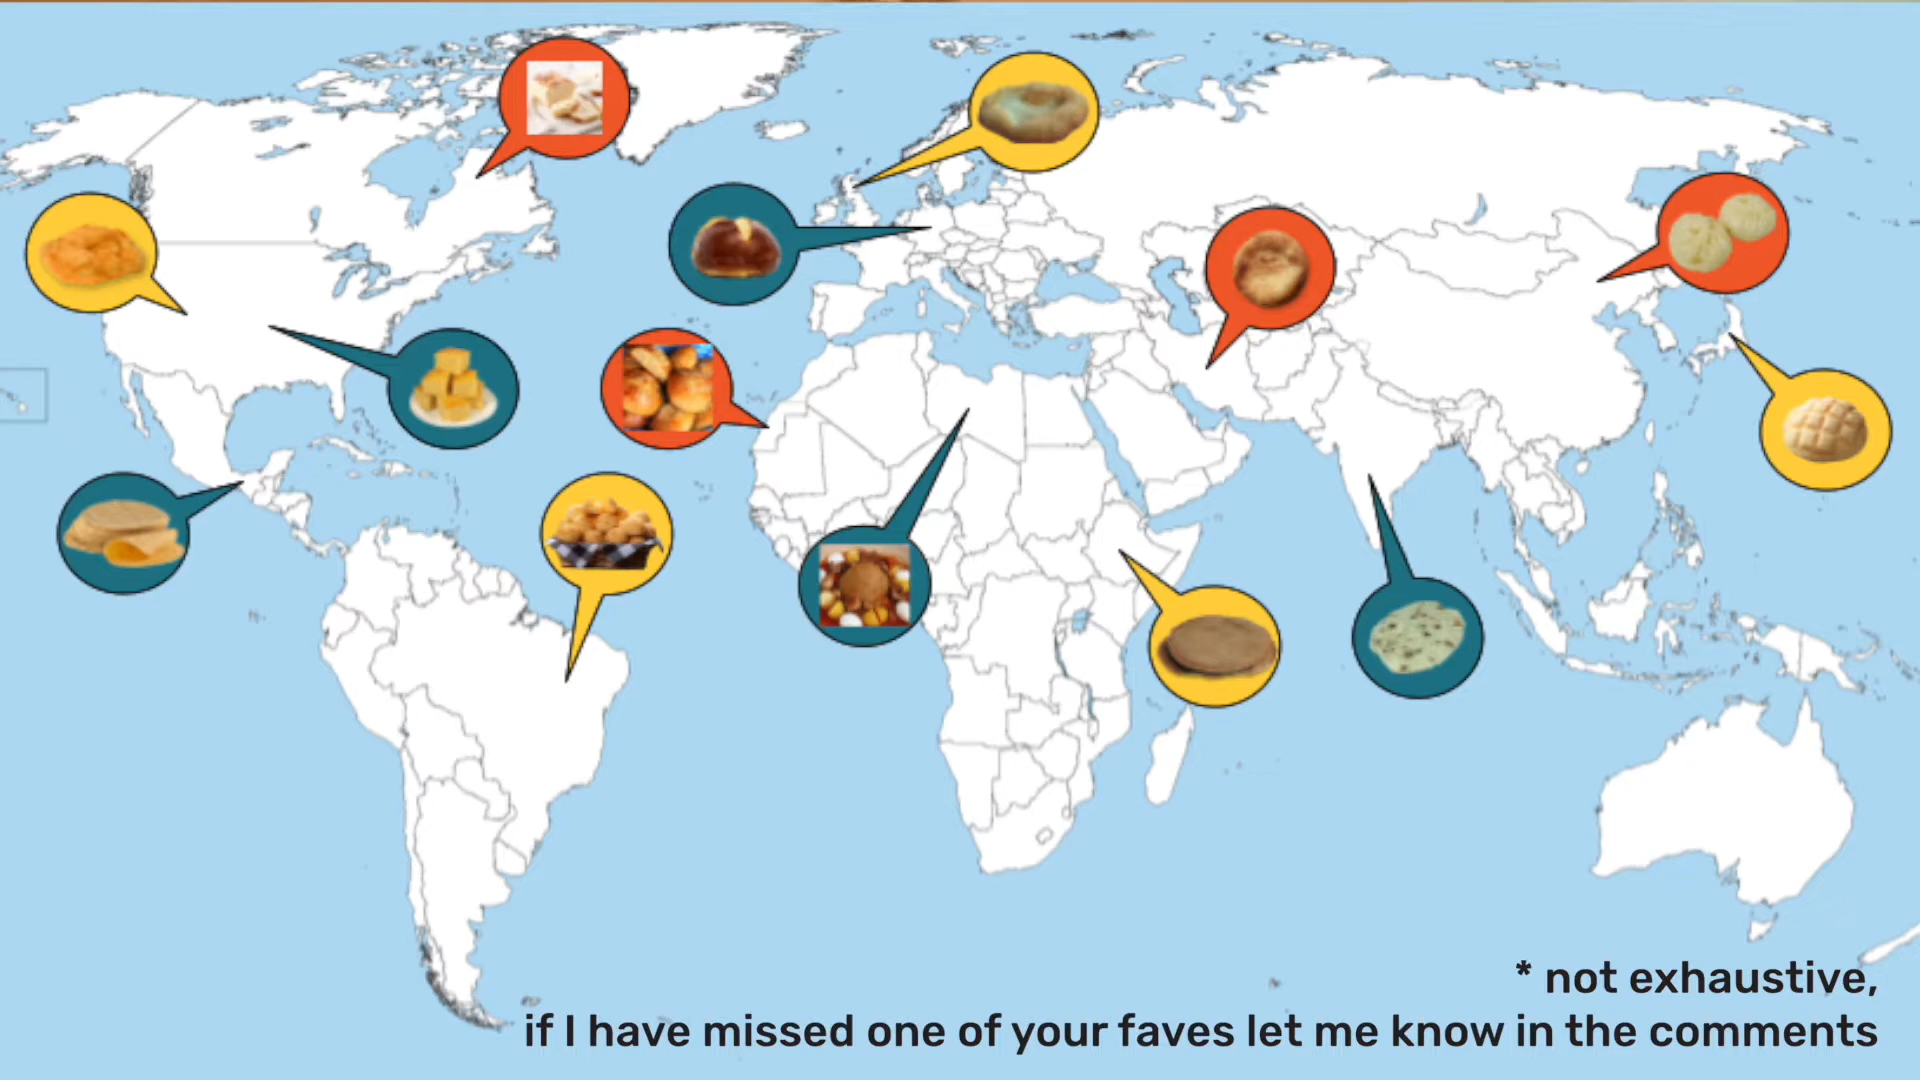 * not exhaustive,
if I have missed one of your faves let me know in the comments